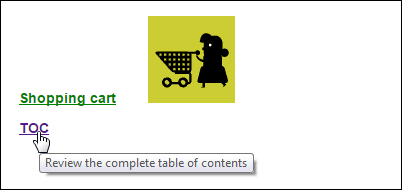 Shopping cart
TOC
Review the complete table of contents